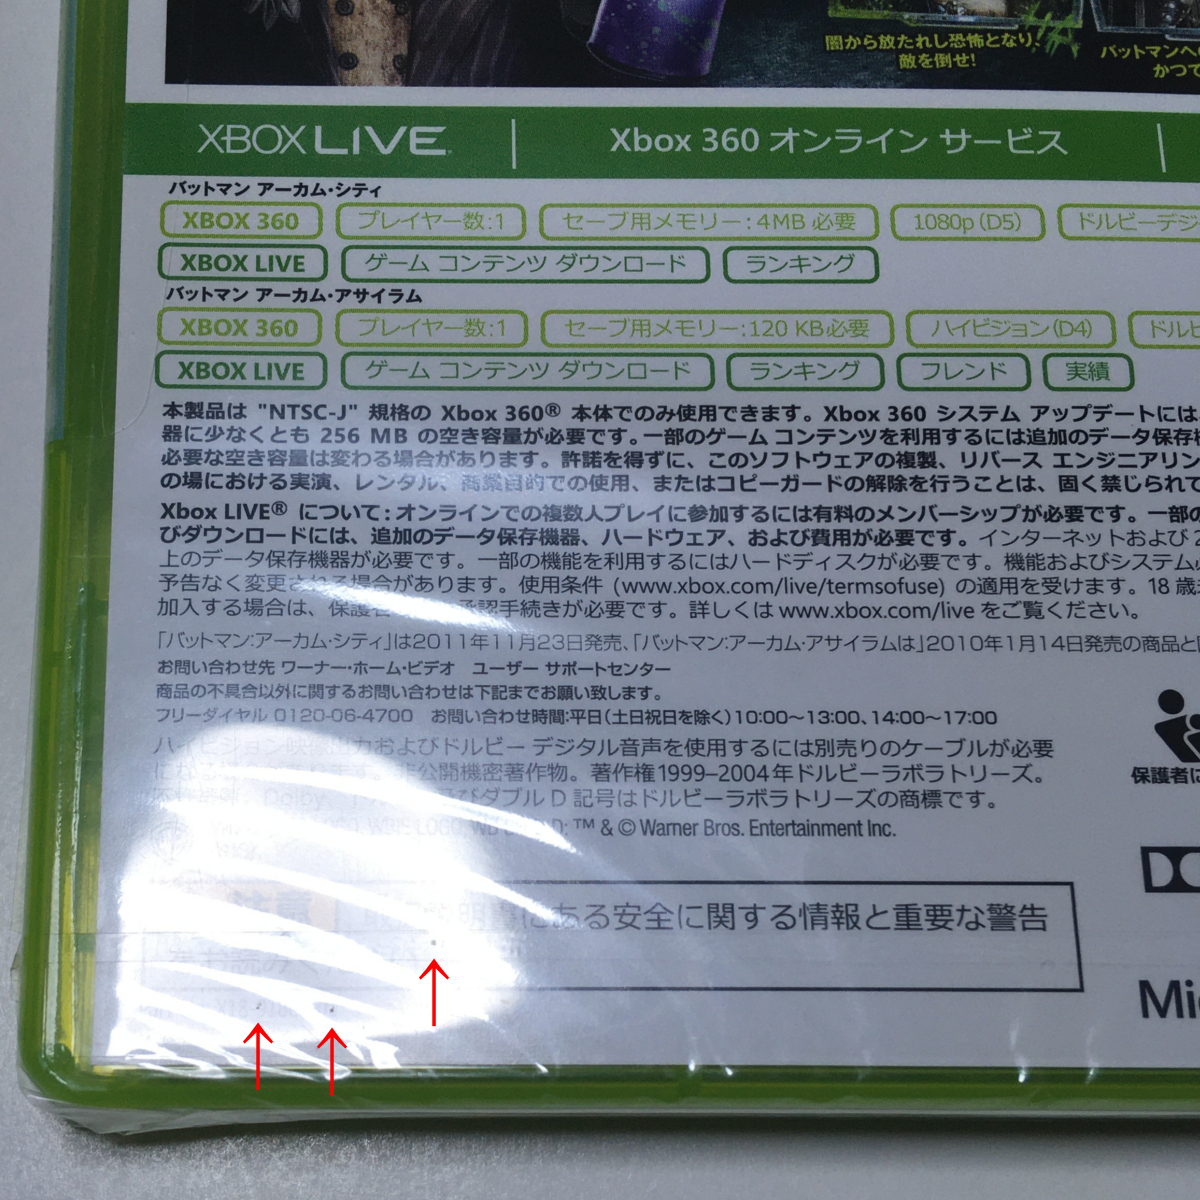 闇から放たれし恐怖となり、
敵を倒せ!
バットマンへ
かつて
XBOX LIVE
Xbox 360 オンライン サービス
バットマン アーカム・シティ
XBOX 360 プレイヤー数:1 セーブ用メモリー:4MB 必要 1080p (D5) ドルビーデジ
XBOX LIVE ゲーム コンテンツ ダウンロード ランキング
バットマン アーカム・アサイラム
XBOX 360 プレイヤー数:1 セーブ用メモリー:120 KB必要 ハイビジョン(D4) ドルビ
XBOX LIVE ゲーム コンテンツ ダウンロード ランキング フレンド 実績
本製品は "NTSC-J" 規格の Xbox 360® 本体でのみ使用できます。Xbox 360 システム アップデートには
器に少なくとも 256 MB の空き容量が必要です。一部のゲーム コンテンツを利用するには追加のデータ保存機
必要な空き容量は変わる場合があります。許諾を得ずに、このソフトウェアの複製、リバース エンジニアリン
の場における実演、レンタル、商業目的での使用、またはコピーガードの解除を行うことは、固く禁じられて
Xbox LIVE® について:オンラインでの複数人プレイに参加するには有料のメンバーシップが必要です。一部の
びダウンロードには、追加のデータ保存機器、ハードウェア、および費用が必要です。インターネットおよび
上のデータ保存機器が必要です。一部の機能を利用するにはハードディスクが必要です。機能およびシステム
予告なく変更される場合があります。使用条件 (www.xbox.com/live/termsofuse) の適用を受けます。18 歳
加入する場合は、保護者 承認手続きが必要です。詳しくは www.xbox.com/live をご覧ください。
「バットマン:アーカム・シティ」は2011年11月23日発売、「バットマン:アーカム・アサイラムは」2010年1月14日発売の商品と
お問い合わせ先 ワーナー・ホーム・ビデオ ユーザー サポートセンター
商品の不具合以外に関するお問い合わせは下記までお願い致します。
フリーダイヤル 0120-06-4700 お問い合わせ時間:平日(土日祝日を除く)10:00~13:00、14:00~17:00
ハイビジョン映像出力およびドルビー デジタル音声を使用するには別売りのケーブルが必要
非公開機密著作物。著作権1999–2004年ドルビーラボラトリーズ。
Dolby 及びダブル D 記号はドルビーラボラトリーズの商標です。
LOGO, WB SHIELD: ™ & © Warner Bros. Entertainment Inc.
注意 取扱説明書にある安全に関する情報と重要な警告
保護者に
Mic